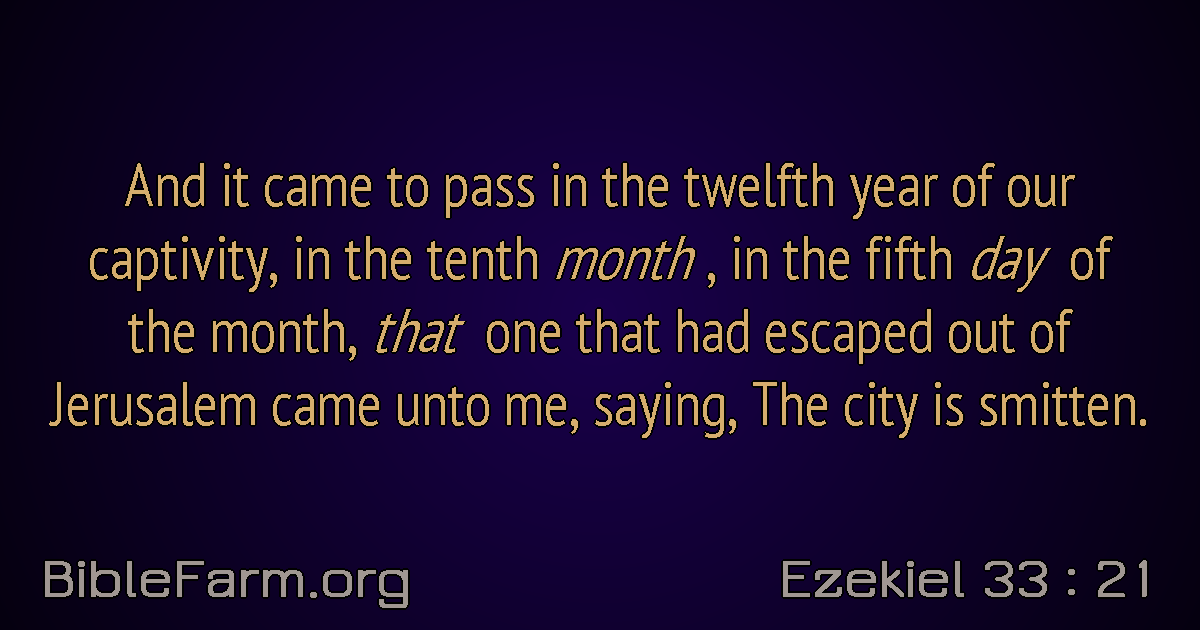 And it came to pass in the twelfth year of our
captivity, in the tenth month , in the fifth day of
the month, that one that had escaped out of
Jerusalem came unto me, saying, The city is smitten.
BibleFarm.org
Ezekiel 33 : 21